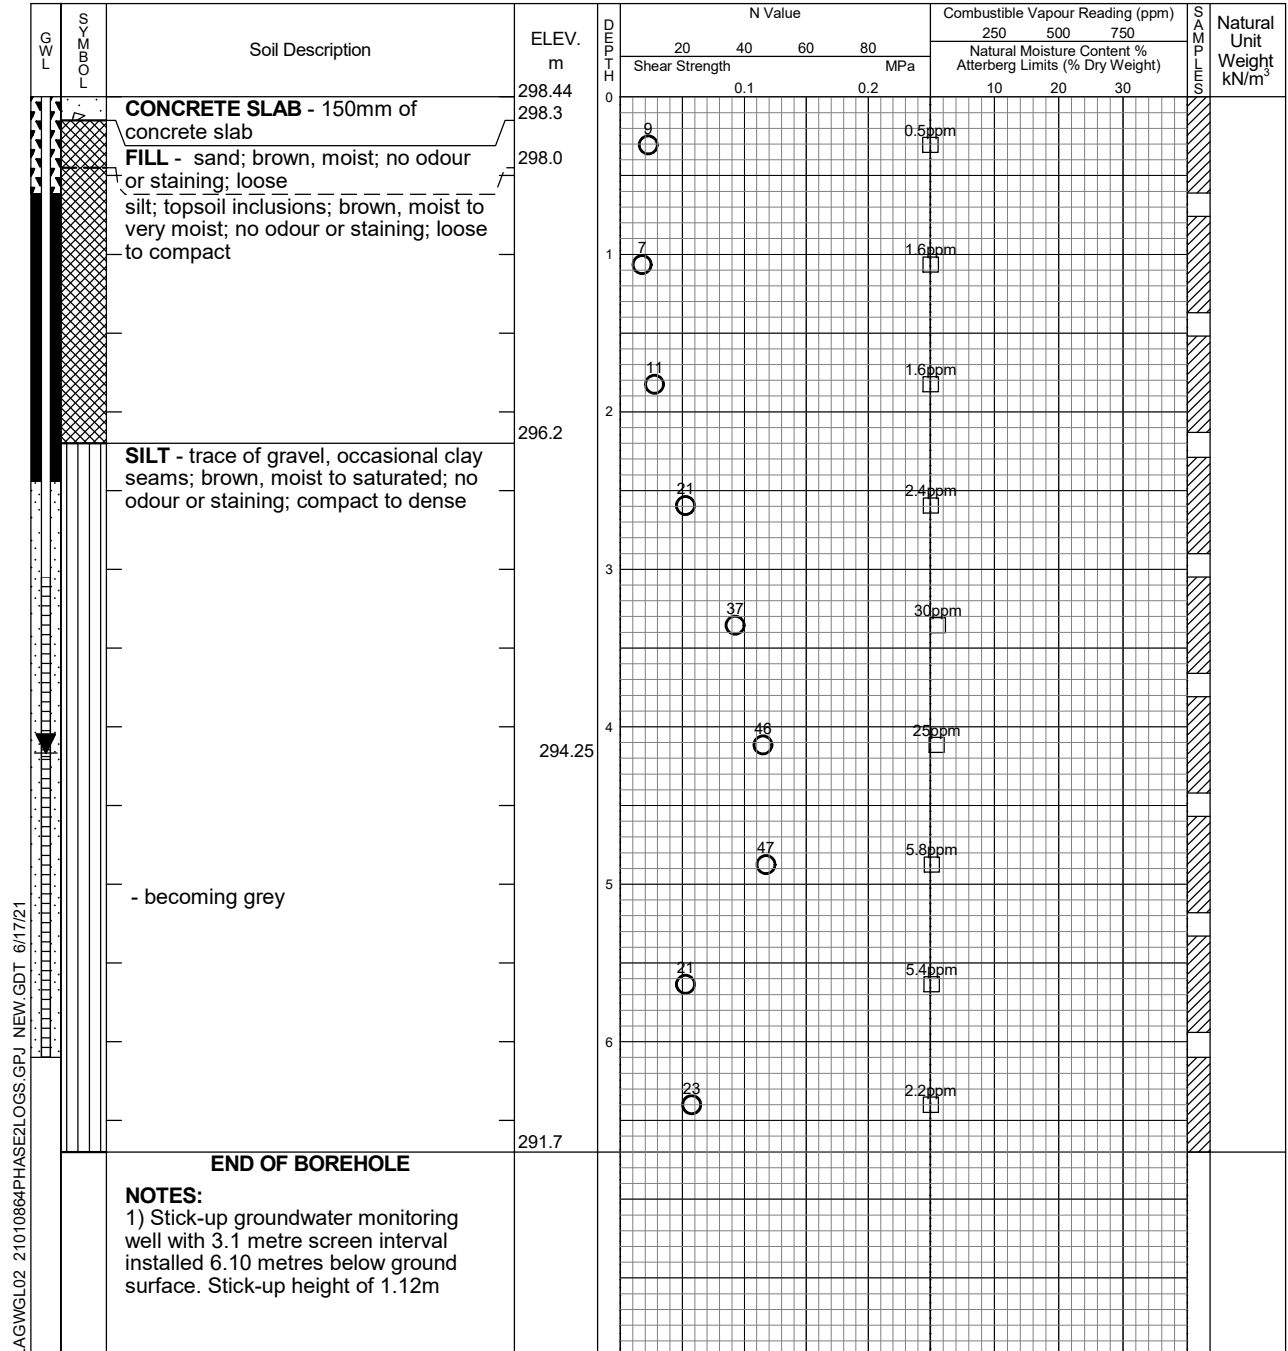 GWL
SYMBOL
Soil Description
ELEV.
m
DEPTH
N Value
20 40 60 80
Shear Strength MPa
0.1 0.2
Combustible Vapour Reading (ppm)
250 500 750
Natural Moisture Content %
Atterberg Limits (% Dry Weight)
10 20 30
SAMPLES
Natural
Unit
Weight
kN/m³
298.44
0
CONCRETE SLAB - 150mm of
concrete slab
298.3
FILL - sand; brown, moist; no odour
or staining; loose
298.0
9
0.5ppm
silt; topsoil inclusions; brown, moist to
very moist; no odour or staining; loose
to compact
1
7
1.6ppm
11
1.6ppm
2
296.2
SILT - trace of gravel, occasional clay
seams; brown, moist to saturated; no
odour or staining; compact to dense
21
2.4ppm
3
37
30ppm
4
46
25ppm
294.25
47
5.8ppm
5
- becoming grey
21
5.4ppm
6
23
2.2ppm
291.7
END OF BOREHOLE
NOTES:
1) Stick-up groundwater monitoring
well with 3.1 metre screen interval
installed 6.10 metres below ground
surface. Stick-up height of 1.12m
AGWGL02 21010864PHASE2LOGS.GPJ NEW.GDT 6/17/21